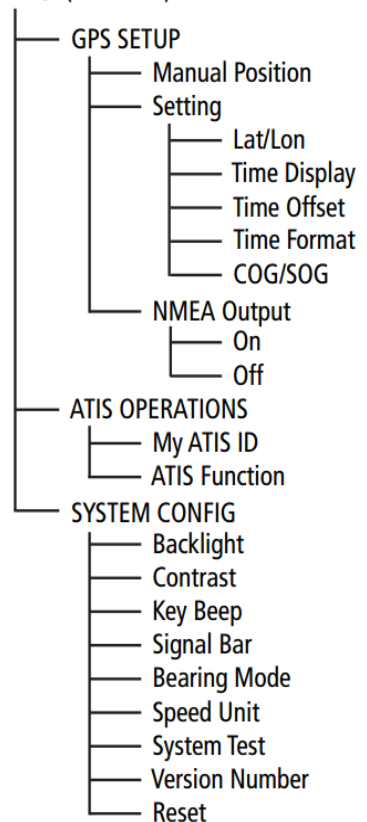 GPS SETUP
Manual Position
Setting
Lat/Lon
Time Display
Time Offset
Time Format
COG/SOG
NMEA Output
On
Off
ATIS OPERATIONS
My ATIS ID
ATIS Function
SYSTEM CONFIG
Backlight
Contrast
Key Beep
Signal Bar
Bearing Mode
Speed Unit
System Test
Version Number
Reset